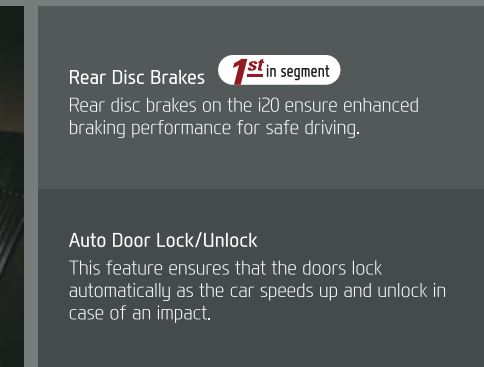 Rear Disc Brakes 1st in segment
Rear disc brakes on the i20 ensure enhanced
braking performance for safe driving.
Auto Door Lock/Unlock
This feature ensures that the doors lock
automatically as the car speeds up and unlock in
case of an impact.